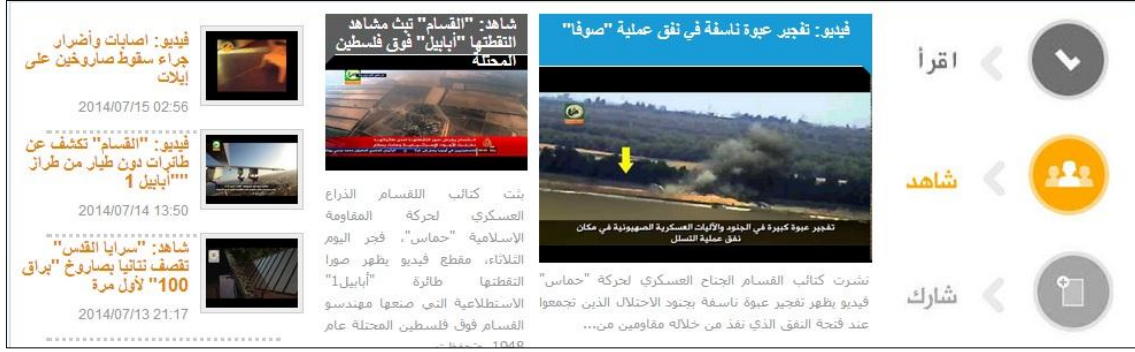 اقرأ
شاهد
شارك
فيديو: تفجير عبوة ناسفة في نفق عملية "صوفا"
تفجير عبوة كبيرة في الجنود والآليات العسكرية الصهيونية في مكان
نفق عملية التسلل
نشرت كتائب القسام الجناح العسكري لحركة "حماس"
فيديو يظهر تفجير عبوة ناسفة بجنود الاحتلال الذين تجمعوا
عند فتحة النفق الذي نفذ من خلاله مقاومين من...
شاهد: "القسام" تبث مشاهد
التقطتها "أبابيل" فوق فلسطين
المحتلة
بثت كتائب اللقسام الذراع
العسكري لحركة المقاومة
الإسلامية "حماس"، فجر اليوم
الثلاثاء، مقطع فيديو يظهر صورا
التقطتها طائرة "أبابيل1"
الاستطلاعية التي صنعها مهندسو
القسام فوق فلسطين المحتلة عام
فيديو: اصابات وأضرار
جراء سقوط صاروخين على
إيلات
2014/07/15 02:56
فيديو: "القسام" تكشف عن
طائرات دون طيار من طراز
""أبابيل 1
2014/07/14 13:50
شاهد: "سرايا القدس"
تقصف نتانيا بصاروخ "براق
100" لأول مرة
2014/07/13 21:17